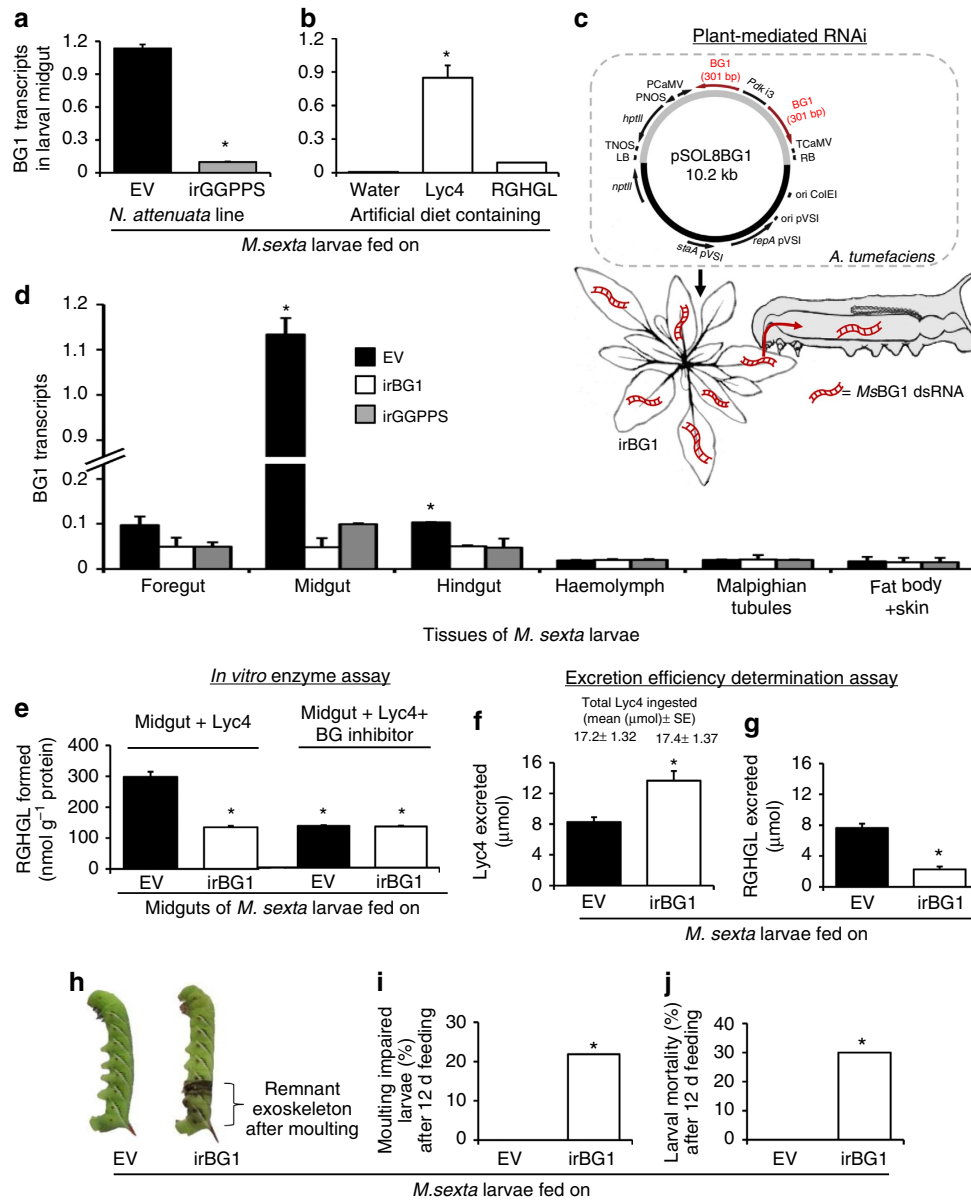 a
BG1 transcripts
in larval midgut
1.2
0.9
0.6
0.3
0
*
EV
irGGPPS
N. attenuata line
b
1.2
0.9
0.6
0.3
0
*
Water
Lyc4
RGHGL
Artificial diet containing
M.sexta larvae fed on
c
Plant-mediated RNAi
BG1
(301 bp)
Pdk i3
BG1
(301 bp)
PCaMV
PNOS
hptII
TNOS
LB
nptII
TCaMV
RB
pSOL8BG1
10.2 kb
ori ColEI
ori pVSI
repA pVSI
staA pVSI
A. tumefaciens
irBG1
= MsBG1 dsRNA
d
BG1 transcripts
1.2
1.1
1.0
0.9
0.2
0.1
0
*
*
EV
irBG1
irGGPPS
Foregut
Midgut
Hindgut
Haemolymph
Malpighian
tubules
Fat body
+skin
Tissues of M. sexta larvae
In vitro enzyme assay
e
Midgut + Lyc4
Midgut + Lyc4+
BG inhibitor
RGHGL formed
(nmol g⁻¹ protein)
400
300
200
100
0
*
*
*
EV
irBG1
EV
irBG1
Midguts of M. sexta larvae fed on
Excretion efficiency determination assay
f
Total Lyc4 ingested
(mean (μmol)± SE)
17.2± 1.32
17.4± 1.37
Lyc4 excreted
(μmol)
16
12
8
4
0
*
EV
irBG1
g
RGHGL excreted
(μmol)
16
12
8
4
0
*
EV
irBG1
M. sexta larvae fed on
h
Remnant
exoskeleton
after moulting
EV
irBG1
i
Moulting impaired
larvae (%)
after 12 d feeding
30
20
10
0
*
EV
irBG1
j
Larval mortality (%)
after 12 d feeding
40
30
20
10
0
*
EV
irBG1
M.sexta larvae fed on